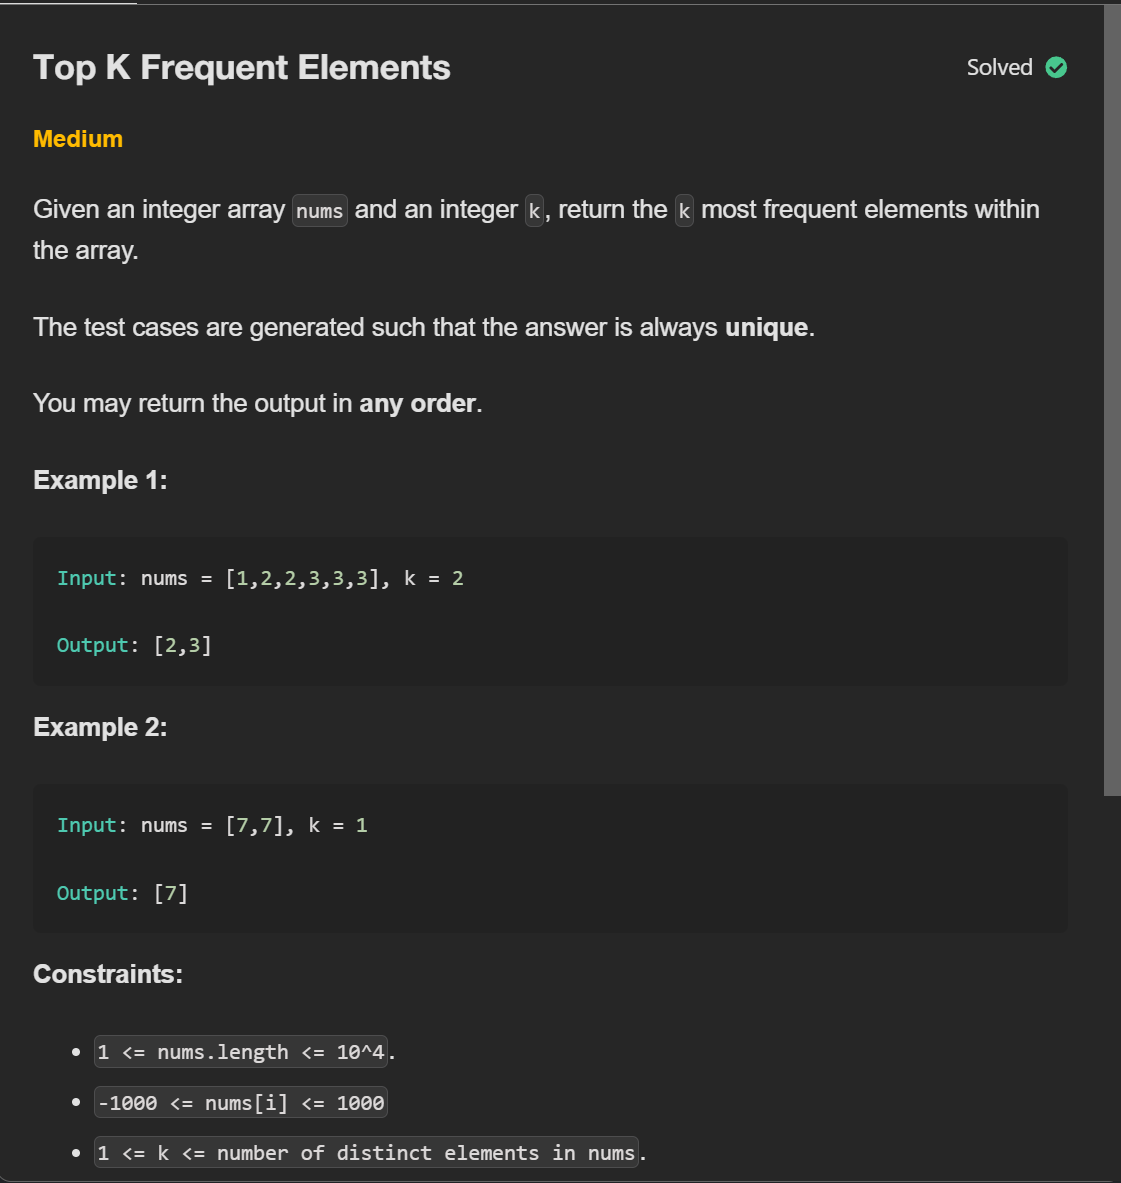 Top K Frequent Elements
Solved
Medium
Given an integer array nums and an integer k, return the k most frequent elements within
the array.
The test cases are generated such that the answer is always unique.
You may return the output in any order.
Example 1:
Input: nums = [1,2,2,3,3,3], k = 2
Output: [2,3]
Example 2:
Input: nums = [7,7], k = 1
Output: [7]
Constraints:
• 1 <= nums.length <= 10^4.
• -1000 <= nums[i] <= 1000
• 1 <= k <= number of distinct elements in nums.